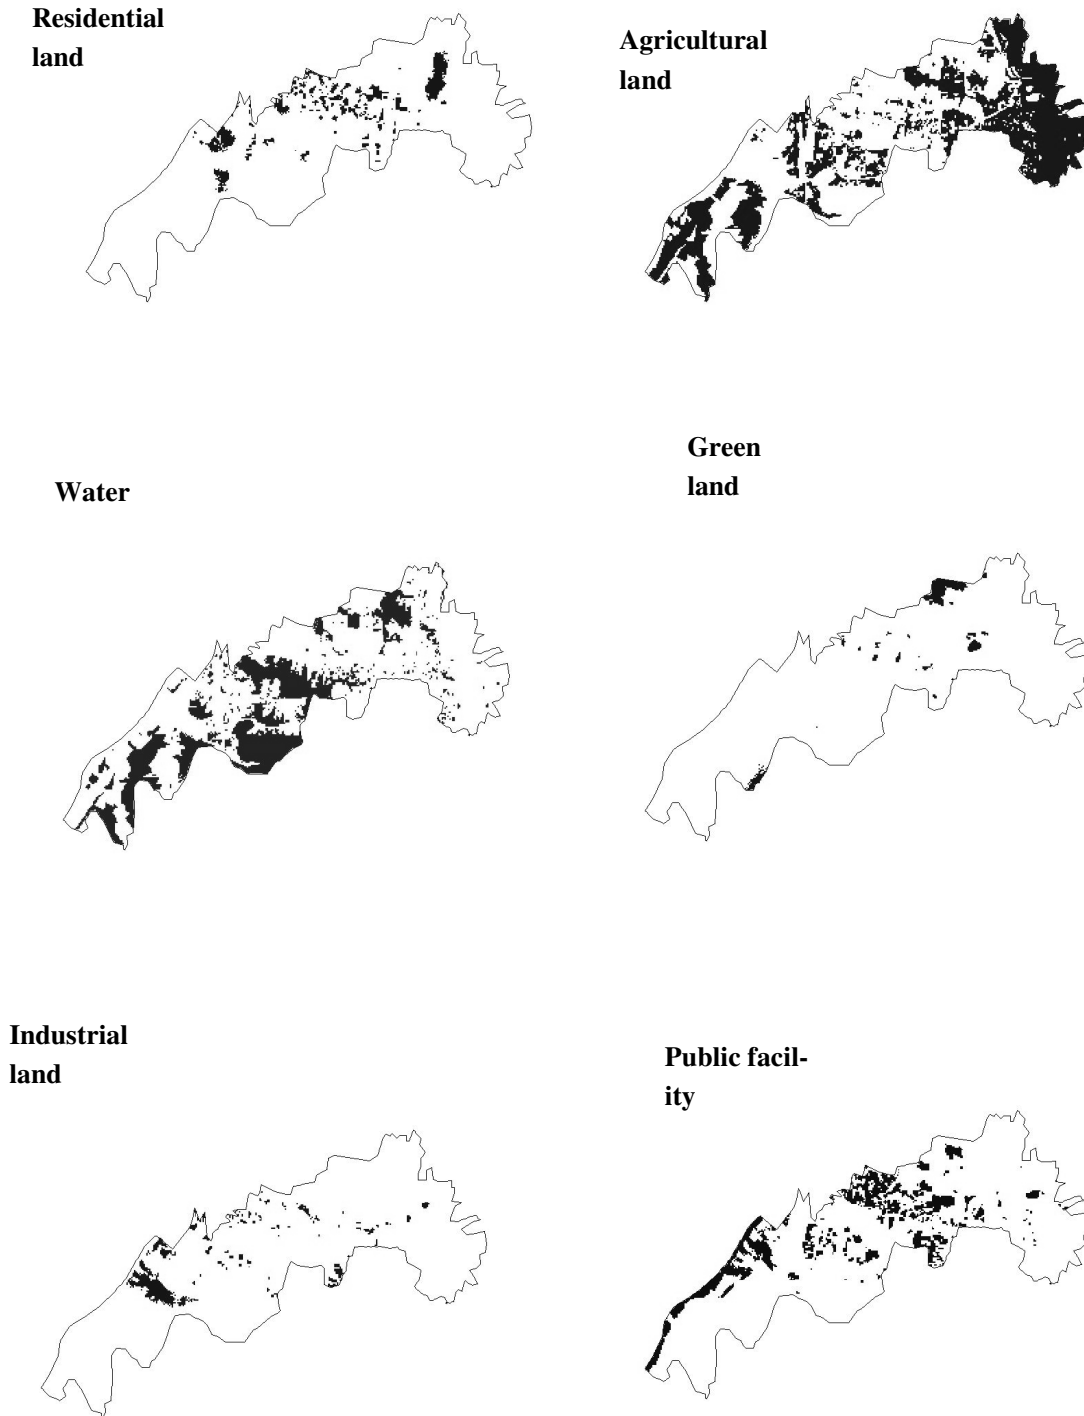 Residential
land
Agricultural
land
Water
Green
land
Industrial
land
Public facil-
ity